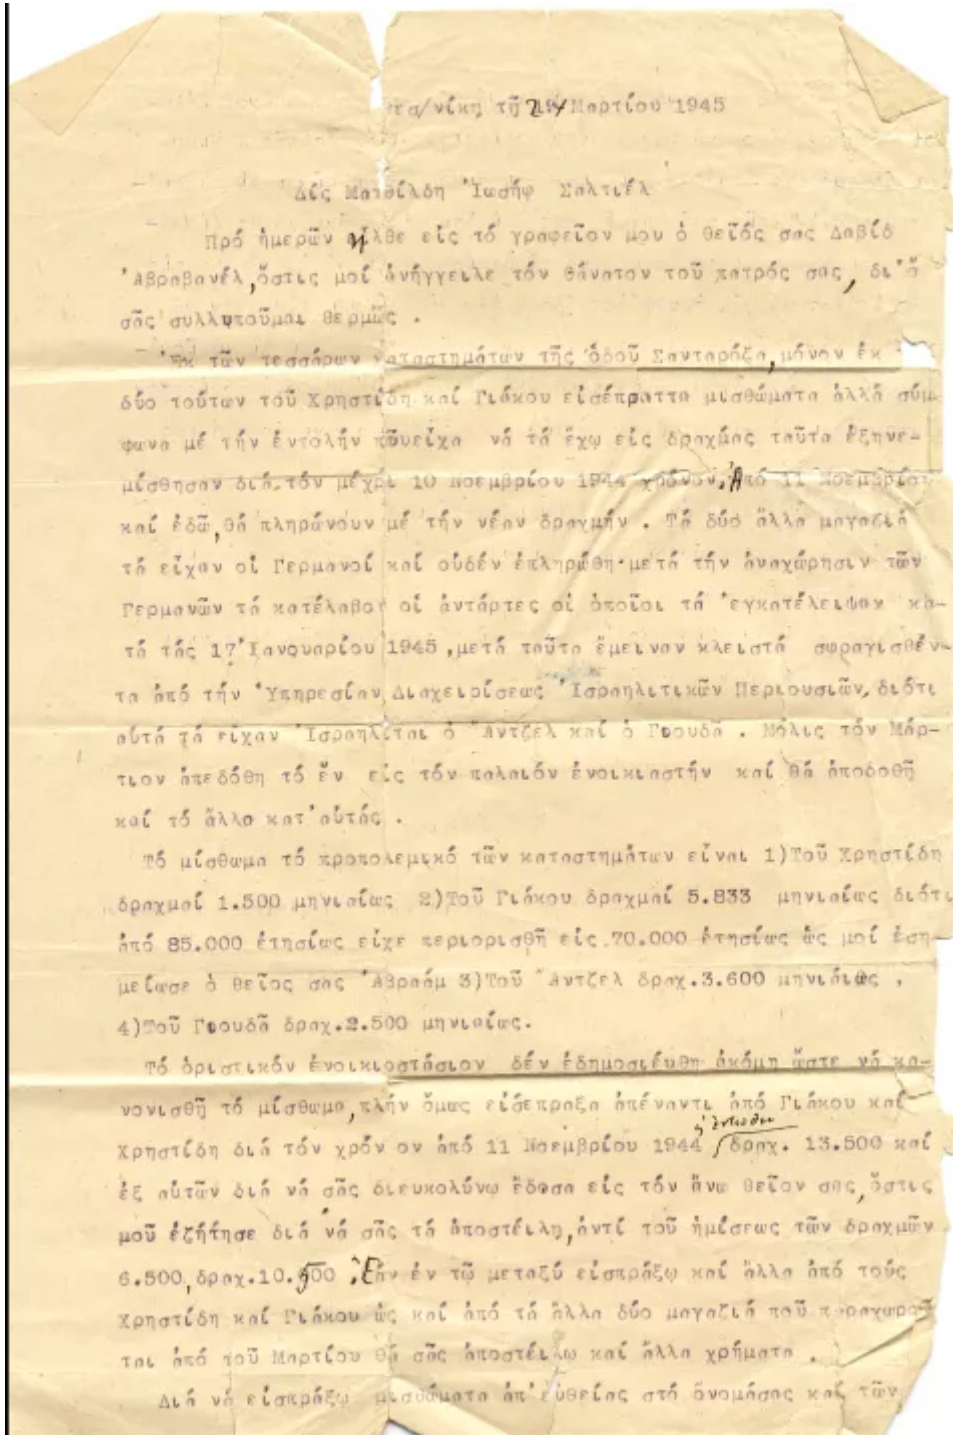 τα/νίκη τῇ Μαρτίου 1945
Δίς Ματθίλδη Ἰωσήφ Σαλτιέλ
Πρό ἡμερῶν ἦλθε εἰς τό γραφεῖον μου ὁ θεῖός σας Δαβίδ
Ἀβραβανέλ, ὅστις μοί ἀνήγγειλε τόν θάνατον τοῦ πατρός σας, δι'ὅ
σᾶς συλλυποῦμαι θερμῶς .
Ἐκ τῶν τεσσάρων καταστημάτων τῆς ὁδοῦ Σανταρόζα, μόνον ἐκ
δύο τούτων τοῦ Χρηστίδη καί Γιάκου εἰσέπραττα μισθώματα ἀλλά σύμ-
φωνα μέ τήν ἐντολήν πούειχα νά τά ἔχῳ εἰς δραχμάς ταῦτα ἐξηνε-
μίσθησαν διά τόν μέχρι 10 Νοεμβρίου 1944 χρόνον. Ἀπό 11 Νοεμβρίου
καί ἐδῶ, θά πληρώνουν μέ τήν νέαν δραχμήν . Τά δύο ἄλλα μαγαζιά
τά εἶχαν οἱ Γερμανοί καί οὐδέν ἐπληρώθη·μετά τήν ἀναχώρησιν τῶν
Γερμανῶν τά κατέλαβον οἱ ἀντάρτες οἱ ὁποῖοι τά ἐγκατέλειψαν κα-
τά τάς 17 Ἰανουαρίου 1945, μετά ταῦτα ἔμειναν κλειστά σφραγισθέν-
τα ἀπό τήν Ὑπηρεσίαν Διαχειρίσεως Ἰσραηλιτικῶν Περιουσιῶν, διότι
αὐτά τά εἶχαν Ἰσραηλῖται ὁ Ἄντζελ καί ὁ Γεουδᾶ . Μόλις τόν Μάρ-
τιον ἀπεδόθη τό ἕν εἰς τόν παλαιόν ἐνοικιαστήν καί θά ἀποδοθῇ
καί τό ἄλλο κατ'αὐτάς .
Τό μίσθωμα τό προπολεμικό τῶν καταστημάτων εἶναι 1)Τοῦ Χρηστίδη
δραχμαί 1.500 μηνιαίως 2)Τοῦ Γιάκου δραχμαί 5.833 μηνιαίως διότι
ἀπό 85.000 ἐτησίως εἶχε περιορισθῆ εἰς 70.000 ἐτησίως ὡς μοί ἐση-
μείωσε ὁ θεῖος σας Ἀβραάμ 3)Τοῦ Ἄντζελ δραχ.3.600 μηνιαίως ,
4)Τοῦ Γεουδᾶ δραχ.2.500 μηνιαίως.
Τό ὁριστικόν ἐνοικιοστάσιον δέν ἐδημοσιεύθη ἀκόμη ὥστε νά κα-
νονισθῇ τό μίσθωμα, πλήν ὅμως εἰσέπραξα ἀπέναντι ἀπό Γιάκου καί
Χρηστίδη διά τόν χρόν ον ἀπό 11 Νοεμβρίου 1944 δραχ. 13.500 καί
ἐξ αὐτῶν διά νά σᾶς διευκολύνω ἔδωσα εἰς τόν ἄνω θεῖον σας, ὅστις
μοῦ ἐζήτησε διά νά σᾶς τά ἀποστείλη, ἀντί τοῦ ἡμίσεως τῶν δραχμῶν
6.500, δραχ.10.500 . Ἐάν ἐν τῷ μεταξύ εἰσπράξω καί ἄλλα ἀπό τούς
Χρηστίδη καί Γιάκου ὡς καί ἀπό τά ἄλλα δύο μαγαζιά πού παραχωροῦ
ται ἀπό τοῦ Μαρτίου θά σᾶς ἀποστείλω καί ἄλλα χρήματα .
Διά νά εἰσπράξω μισθώματα ἀπ'εὐθείας στό ὄνομάσας καί τῶν